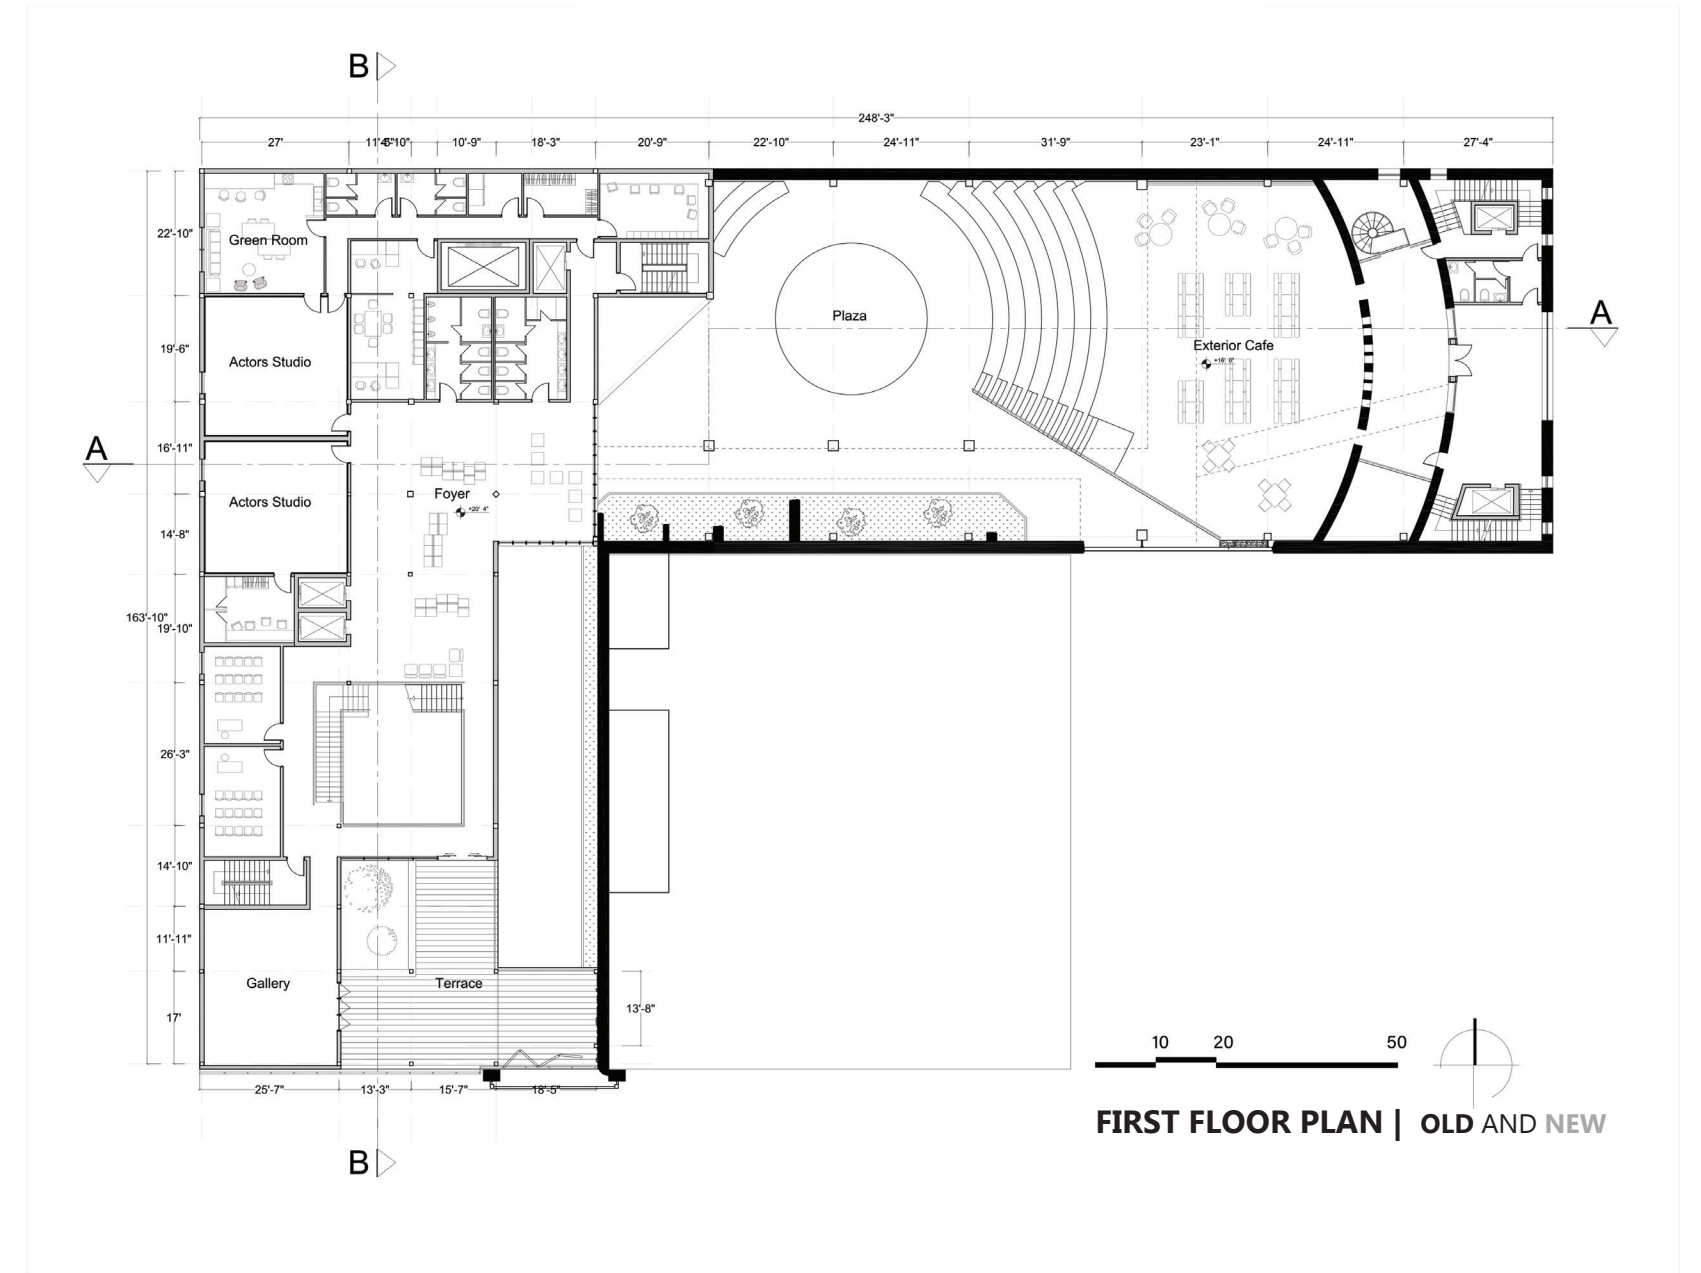 B
248'-3"
27'
10'-9"
18'-3"
20'-9"
22'-10"
24'-11"
31'-9"
23'-1"
24'-11"
27'-4"
22'-10"
Green Room
Plaza
A
Exterior Cafe
+16' 0"
19'-6"
Actors Studio
A
16'-11"
Actors Studio
Foyer
+20' 4"
14'-8"
163'-10"
19'-10"
26'-3"
14'-10"
11'-11"
Gallery
Terrace
17'
13'-8"
10 20 50
25'-7"
13'-3"
15'-7"
18'-5"
FIRST FLOOR PLAN | OLD AND NEW
B